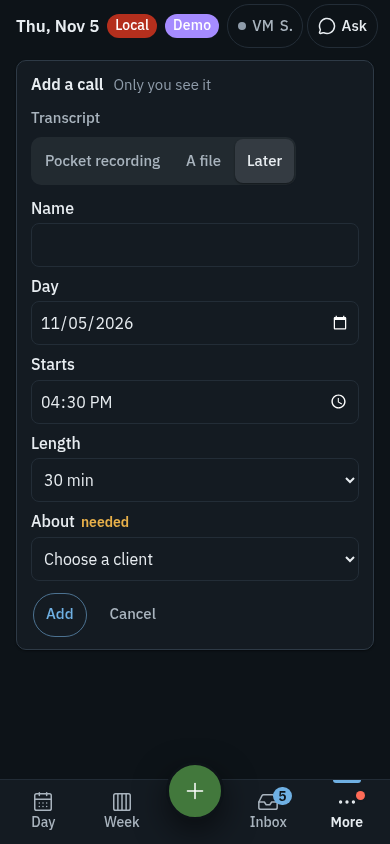 Thu, Nov 5 Local Demo VM S. Ask
Add a call Only you see it
Transcript
Pocket recording A file Later
Name
Day
11/05/2026
Starts
04:30 PM
Length
30 min
About needed
Choose a client
Add Cancel
5
Day Week Inbox More